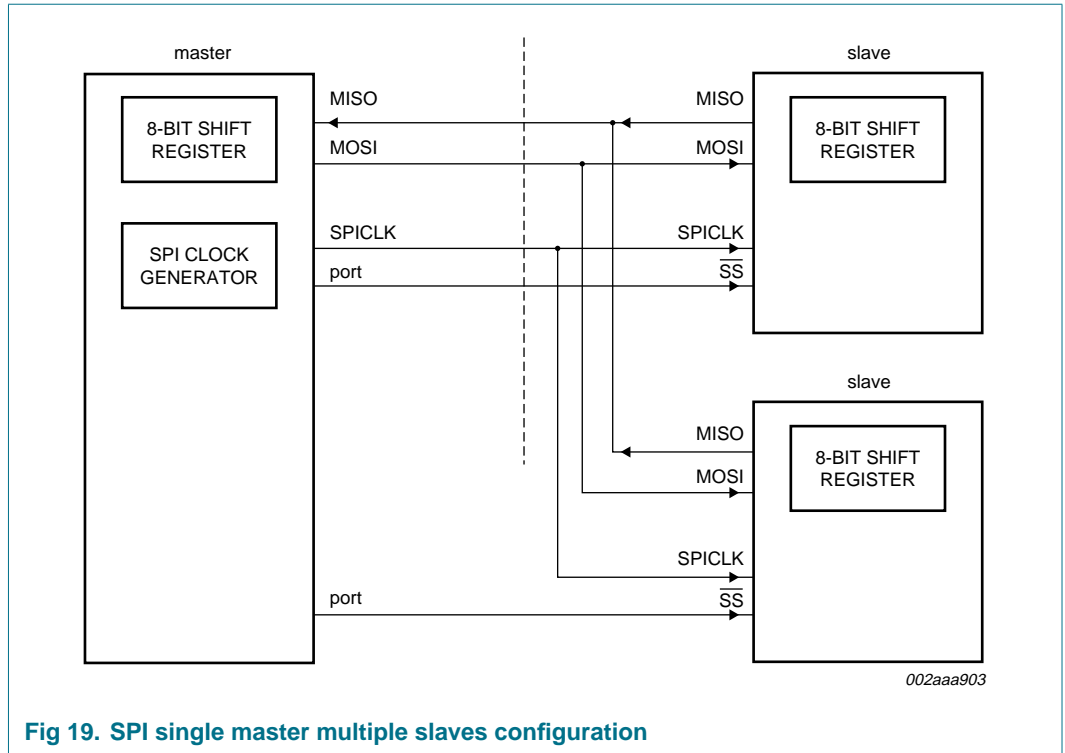 master
slave
8-BIT SHIFT
REGISTER
SPI CLOCK
GENERATOR
MISO
MOSI
SPICLK
port
MISO
MOSI
SPICLK
S̅S̅
8-BIT SHIFT
REGISTER
slave
MISO
MOSI
SPICLK
port
S̅S̅
8-BIT SHIFT
REGISTER
002aaa903
Fig 19. SPI single master multiple slaves configuration